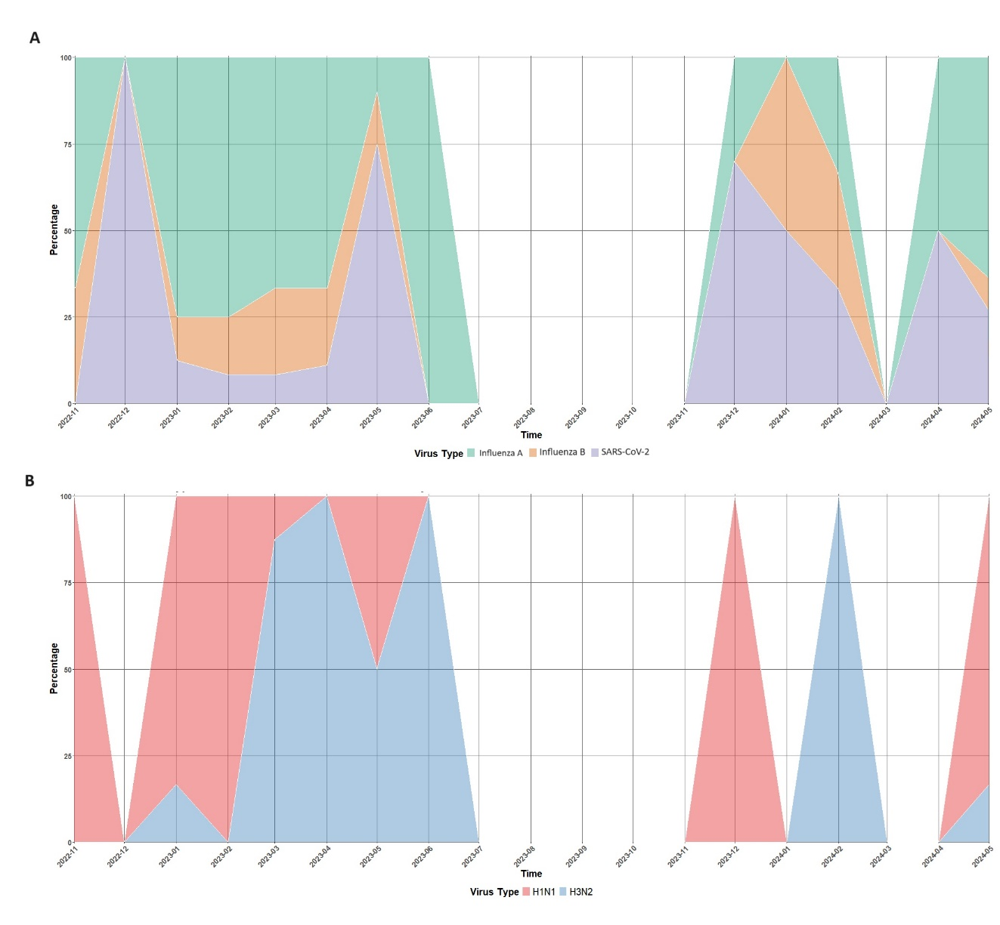 A
100
75
50
25
0
Percentage
2022-11 2022-12 2023-01 2023-02 2023-03 2023-04 2023-05 2023-06 2023-07 2023-08 2023-09 2023-10 2023-11 2023-12 2024-01 2024-02 2024-03 2024-04 2024-05
Time
Virus Type Influenza A Influenza B SARS-CoV-2
B
100
75
50
25
0
Percentage
2022-11 2022-12 2023-01 2023-02 2023-03 2023-04 2023-05 2023-06 2023-07 2023-08 2023-09 2023-10 2023-11 2023-12 2024-01 2024-02 2024-03 2024-04 2024-05
Time
Virus Type H1N1 H3N2